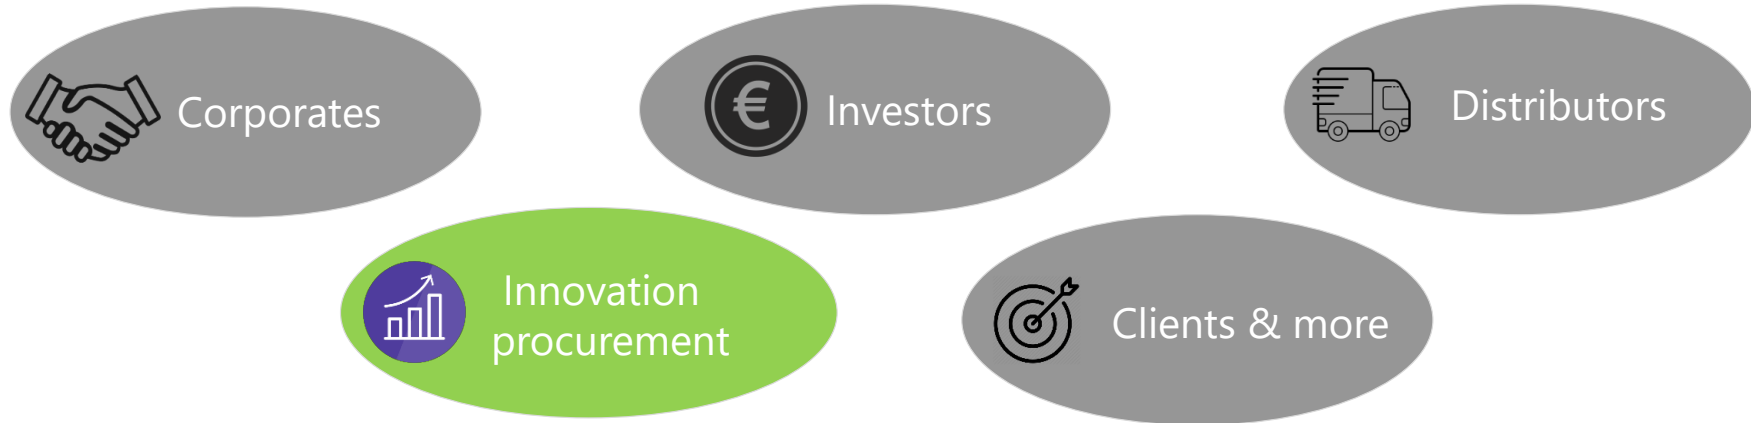 Corporates
€
Investors
Distributors
Innovation
procurement
Clients & more